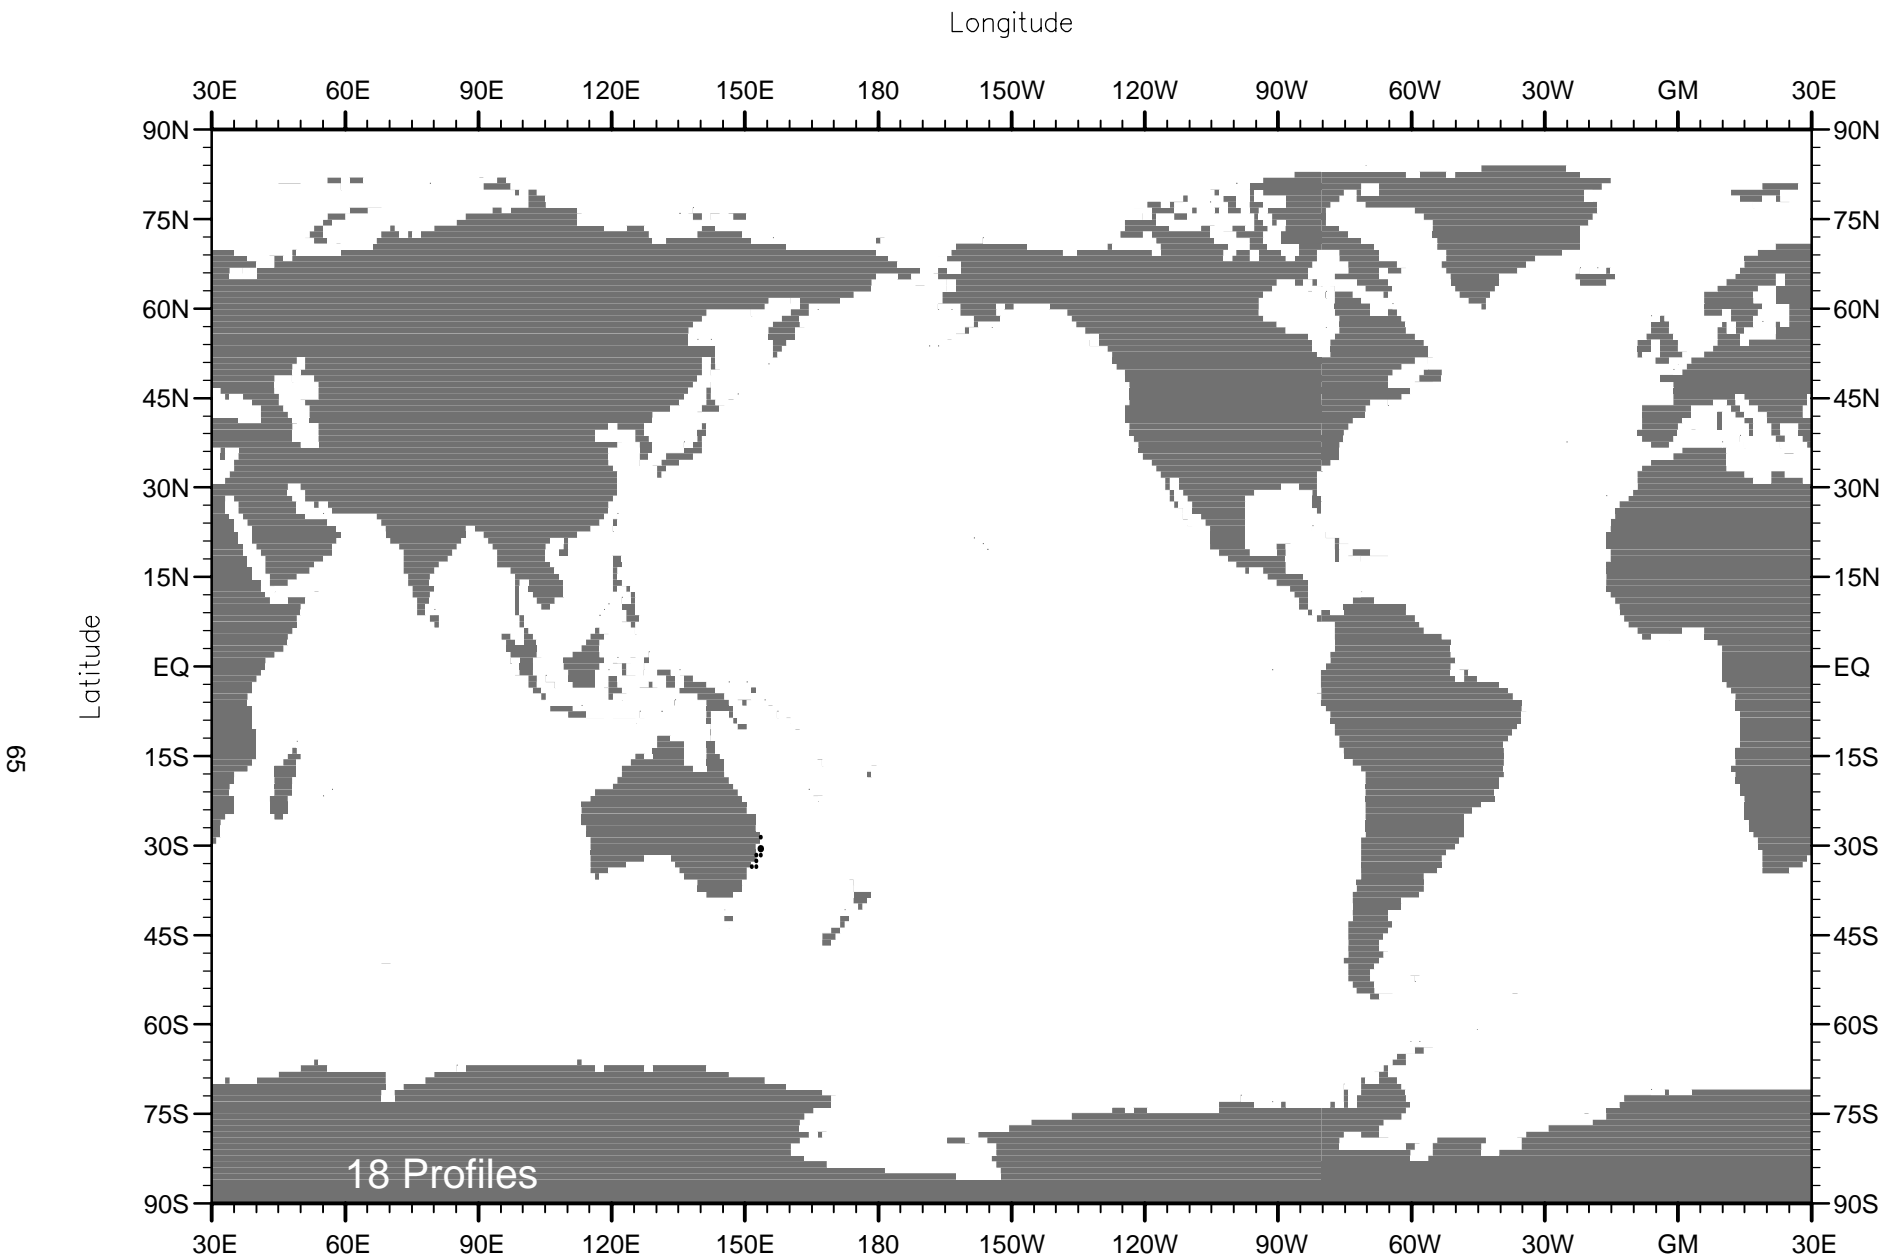 Longitude
30E 60E 90E 120E 150E 180 150W 120W 90W 60W 30W GM 30E
90N 90N
75N 75N
60N 60N
45N 45N
30N 30N
15N 15N
Latitude
EQ EQ
65
15S 15S
30S 30S
45S 45S
60S 60S
75S 75S
18 Profiles
90S 90S
30E 60E 90E 120E 150E 180 150W 120W 90W 60W 30W GM 30E